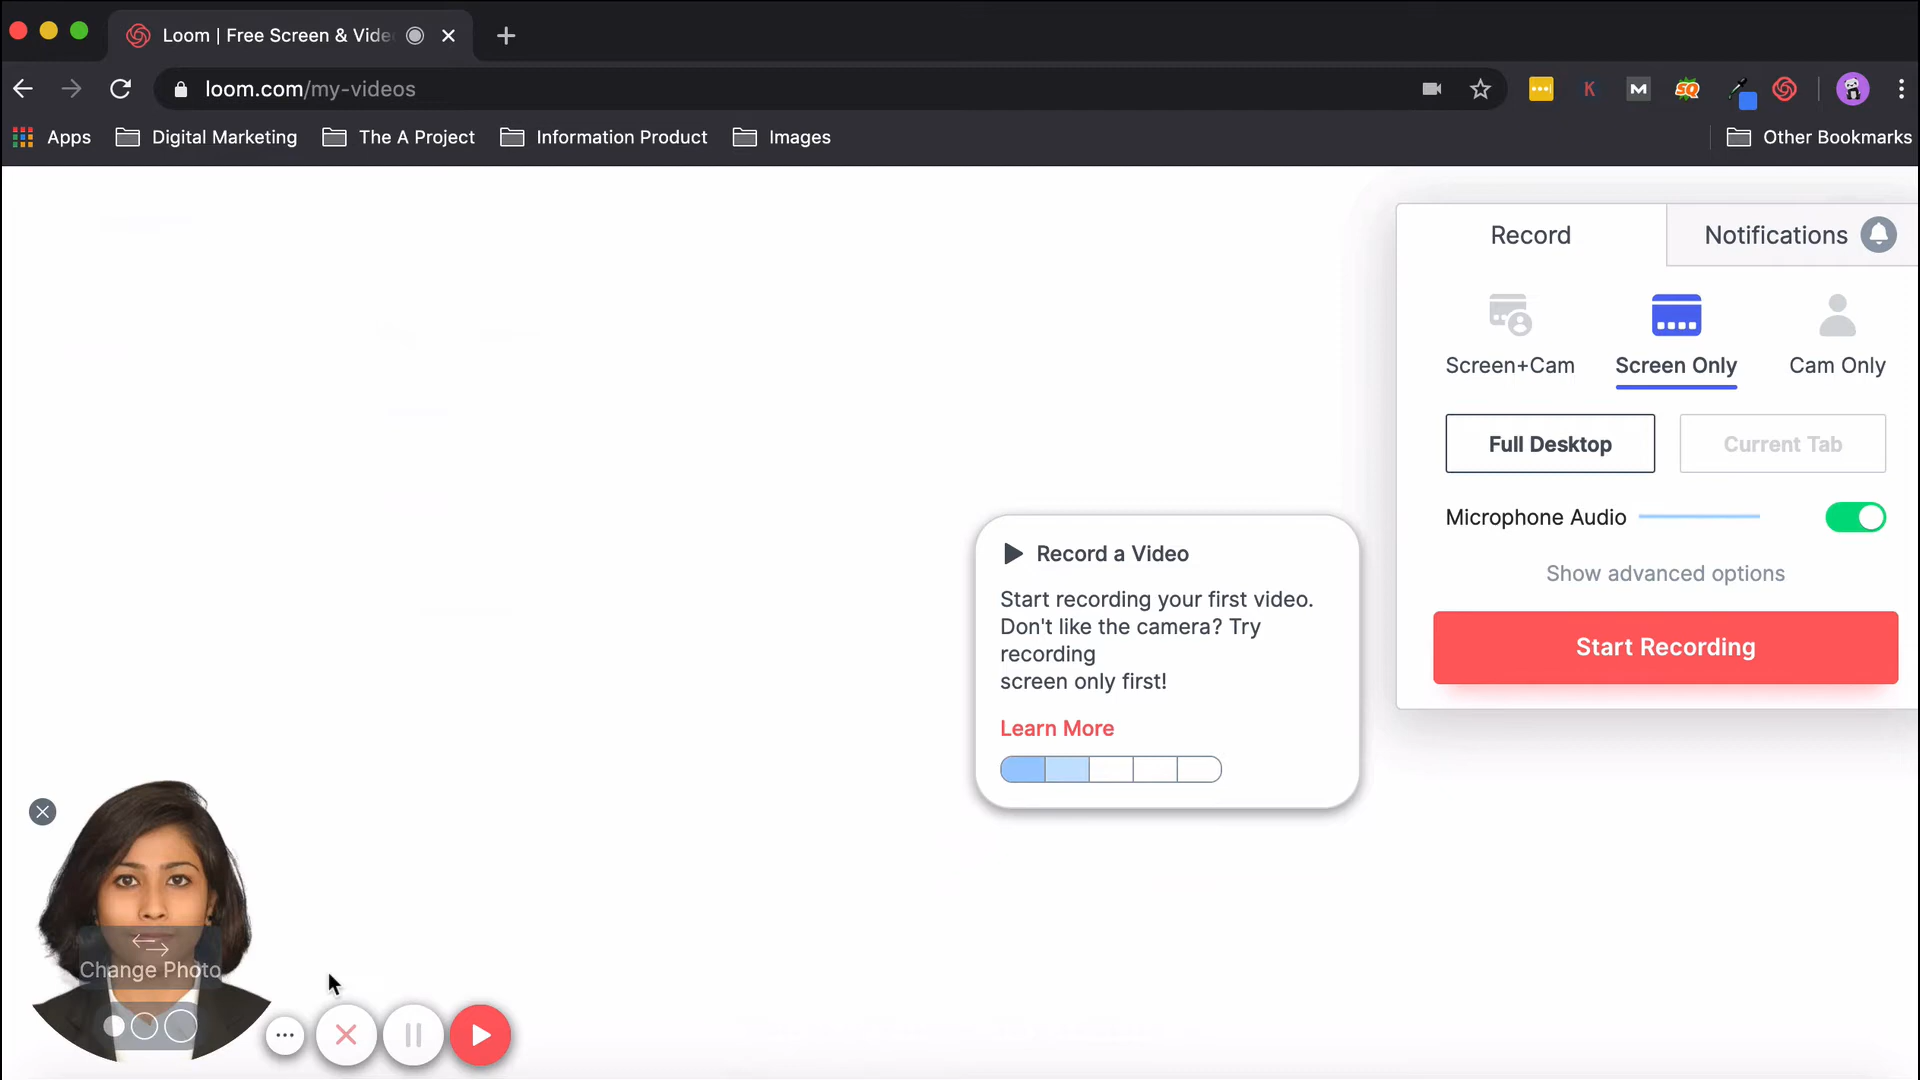 Loom | Free Screen & Vide
loom.com/my-videos
K
M
SQ
Apps
Digital Marketing
The A Project
Information Product
Images
Other Bookmarks
Record
Notifications
Screen+Cam
Screen Only
Cam Only
Full Desktop
Current Tab
Microphone Audio
Show advanced options
Start Recording
Record a Video
Start recording your first video.
Don't like the camera? Try
recording
screen only first!
Learn More
Change Photo